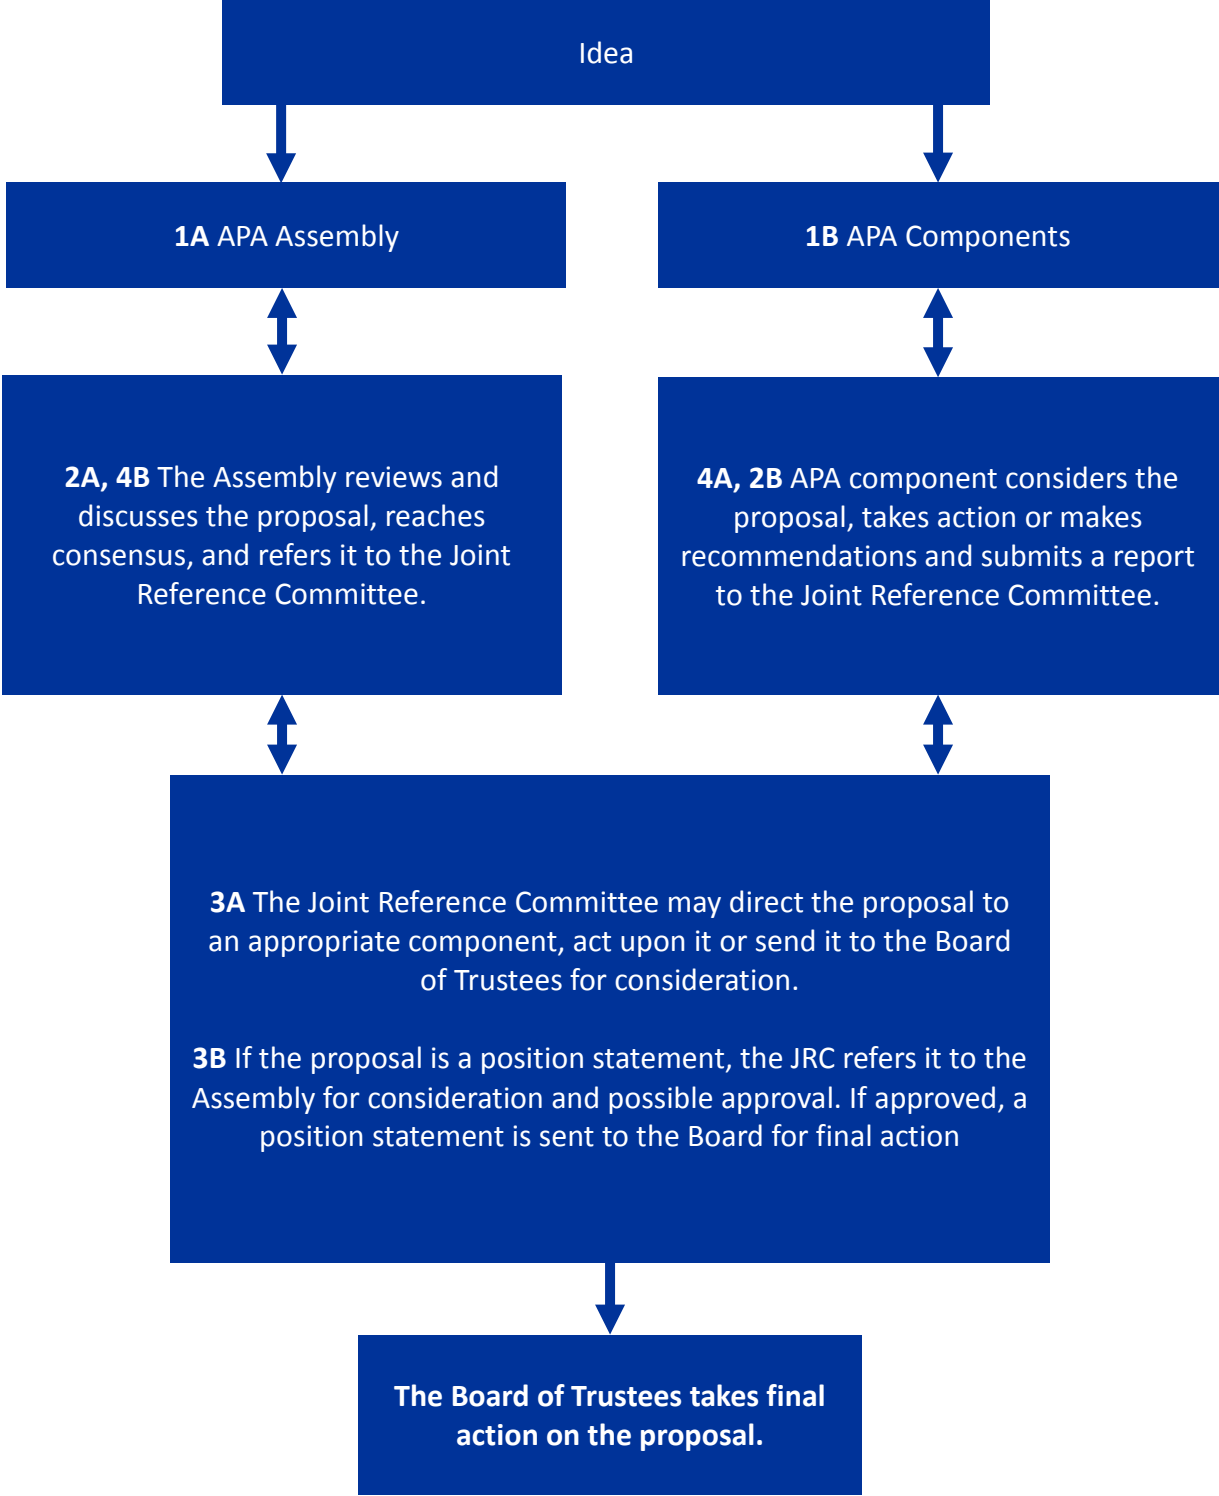 Idea
1A APA Assembly
1B APA Components
2A, 4B The Assembly reviews and
discusses the proposal, reaches
consensus, and refers it to the Joint
Reference Committee.
4A, 2B APA component considers the
proposal, takes action or makes
recommendations and submits a report
to the Joint Reference Committee.
3A The Joint Reference Committee may direct the proposal to
an appropriate component, act upon it or send it to the Board
of Trustees for consideration.
3B If the proposal is a position statement, the JRC refers it to the
Assembly for consideration and possible approval. If approved, a
position statement is sent to the Board for final action
The Board of Trustees takes final
action on the proposal.